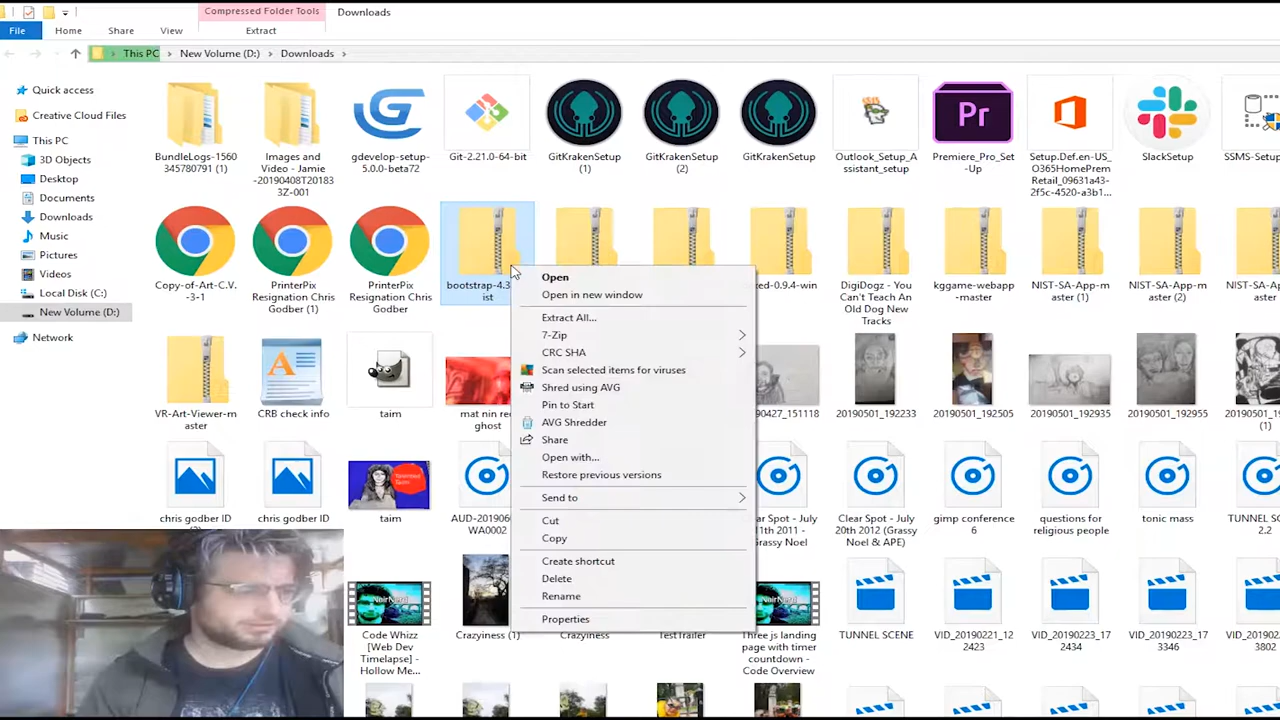 Compressed Folder Tools
Downloads
File
Home
Share
View
Extract
This PC
New Volume (D:)
Downloads
Quick access
Creative Cloud Files
This PC
3D Objects
Desktop
Documents
Downloads
Music
Pictures
Videos
Local Disk (C:)
New Volume (D:)
Network
BundleLogs-1560
345780791 (1)
Images and
Video - Jamie
-20190408T20183
3Z-001
gdevelop-setup-
5.0.0-beta72
Git-2.21.0-64-bit
GitKrakenSetup
(1)
GitKrakenSetup
(2)
GitKrakenSetup
Outlook_Setup_A
ssistant_setup
Pr
Premiere_Pro_Set
-Up
Setup.Def.en-US_
O365HomePrem
Retail_09631a43-
2f5c-4520-a3b1...
SlackSetup
SSMS-Setup
Copy-of-Art-C.V.
-3-1
PrinterPix
Resignation Chris
Godber (1)
PrinterPix
Resignation Chris
Godber
bootstrap-4.3
ist
zed-0.9.4-win
DigiDogz - You
Can't Teach An
Old Dog New
Tracks
kggame-webapp
-master
NIST-SA-App-m
aster (1)
NIST-SA-App-m
aster (2)
NIST-SA-App-m
aster
Open
Open in new window
Extract All...
7-Zip
CRC SHA
Scan selected items for viruses
Shred using AVG
Pin to Start
AVG Shredder
Share
Open with...
Restore previous versions
Send to
Cut
Copy
Create shortcut
Delete
Rename
Properties
VR-Art-Viewer-m
aster
CRB check info
taim
mat nin re
ghost
90427_151118
20190501_192233
20190501_192505
20190501_192935
20190501_192955
20190501_19
(1)
chris godber ID
chris godber ID
taim
AUD-201906
WA0002
Clear Spot - July
11th 2011 -
Grassy Noel
Clear Spot - July
20th 2012 (Grassy
Noel & APE)
gimp conference
6
questions for
religious people
tonic mass
TUNNEL SCEN
2.2
NoirNerd
Code Whizz
[Web Dev
Timelapse] -
Hollow Me...
Crazyiness (1)
Crazyiness
TestTrailer
NoirNerd
Three js landing
page with timer
countdown -
Code Overview
TUNNEL SCENE
VID_20190221_12
2423
VID_20190223_17
2434
VID_20190223_17
3346
VID_20190223
3802